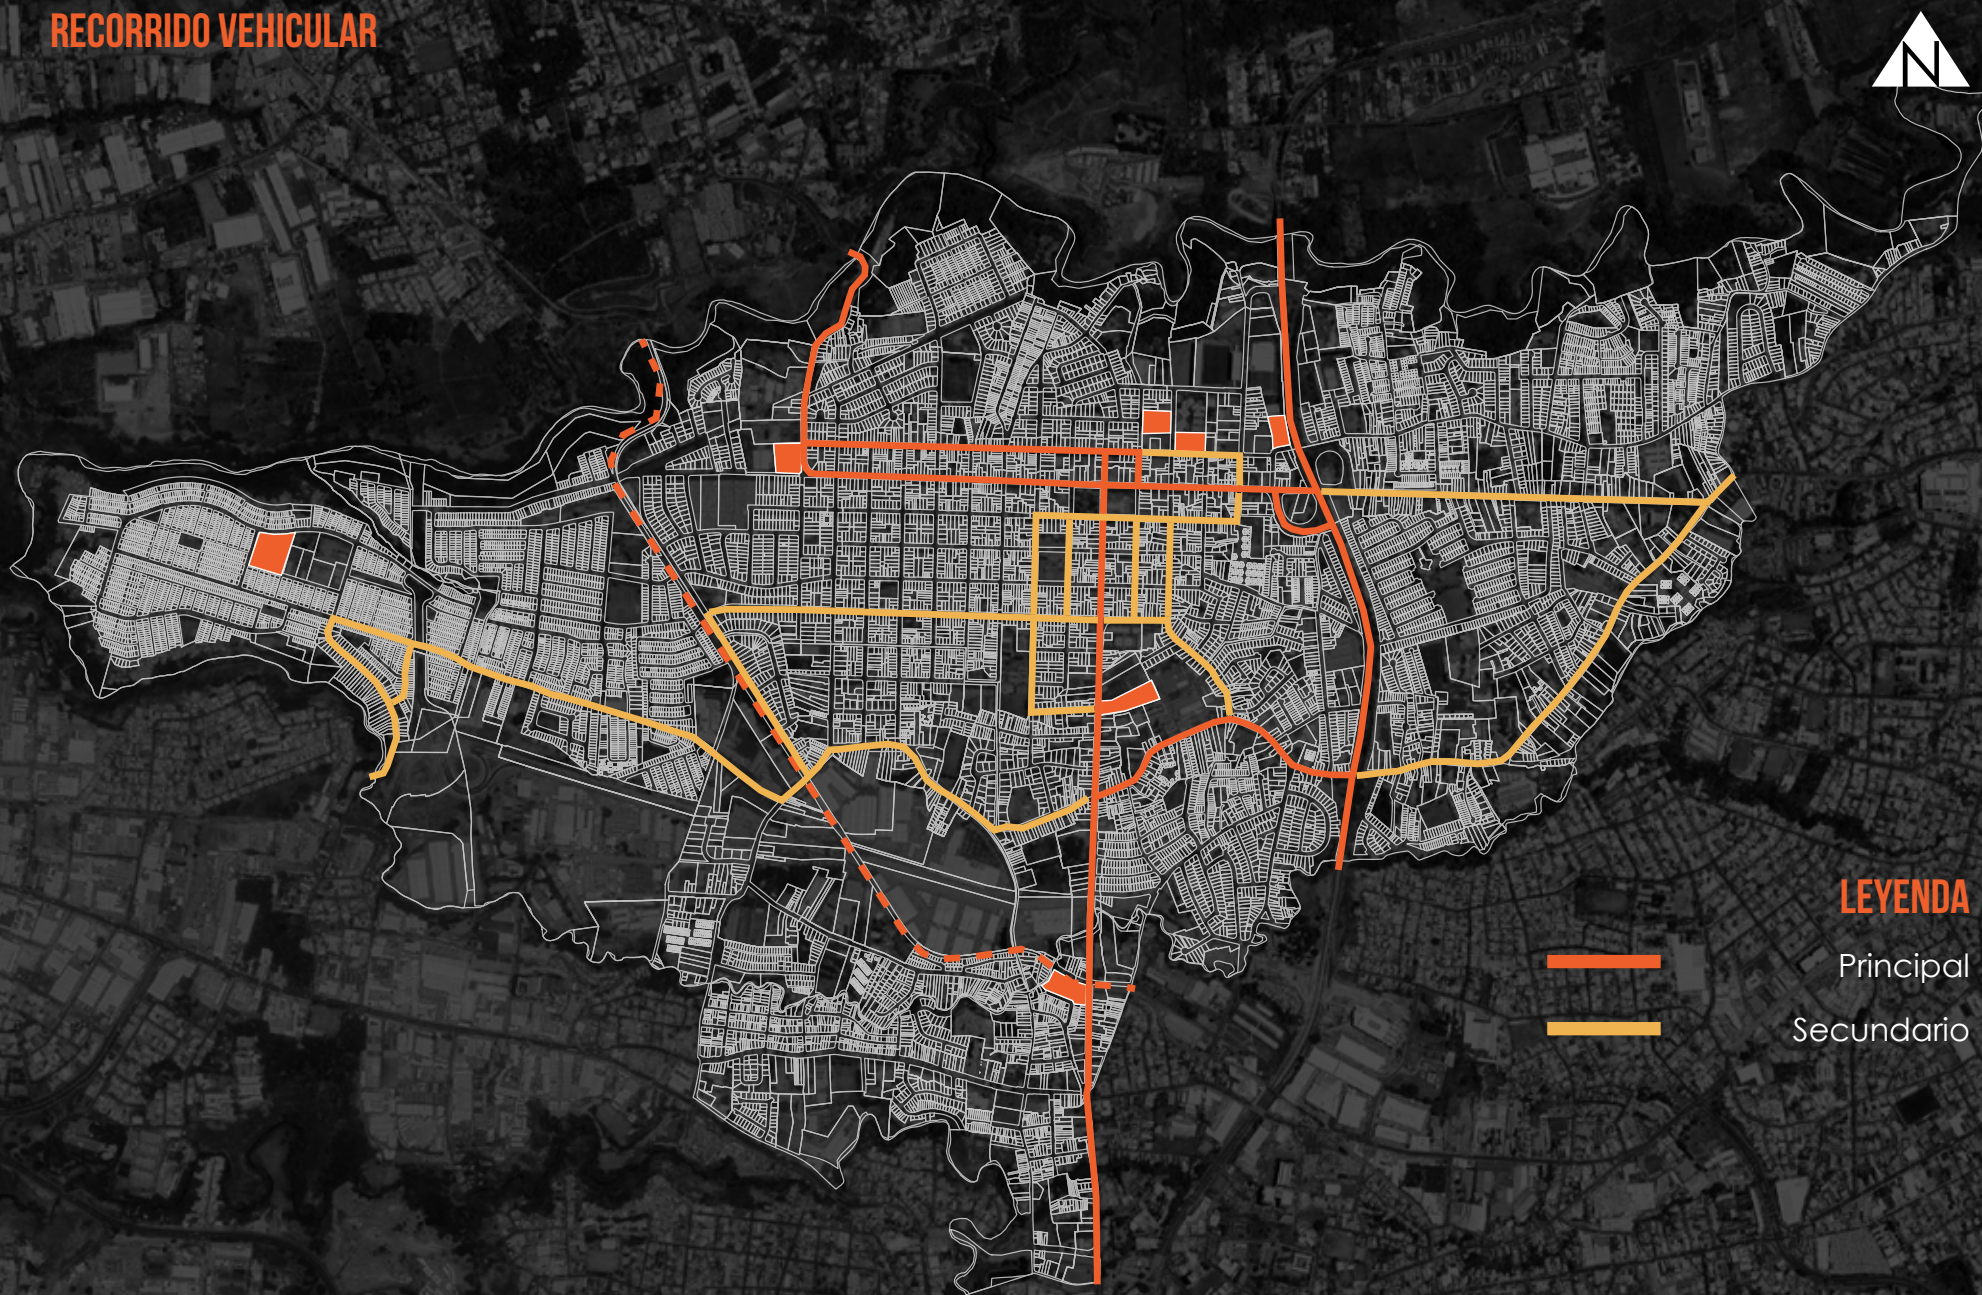 RECORRIDO VEHICULAR
N
LEYENDA
Principal
Secundario